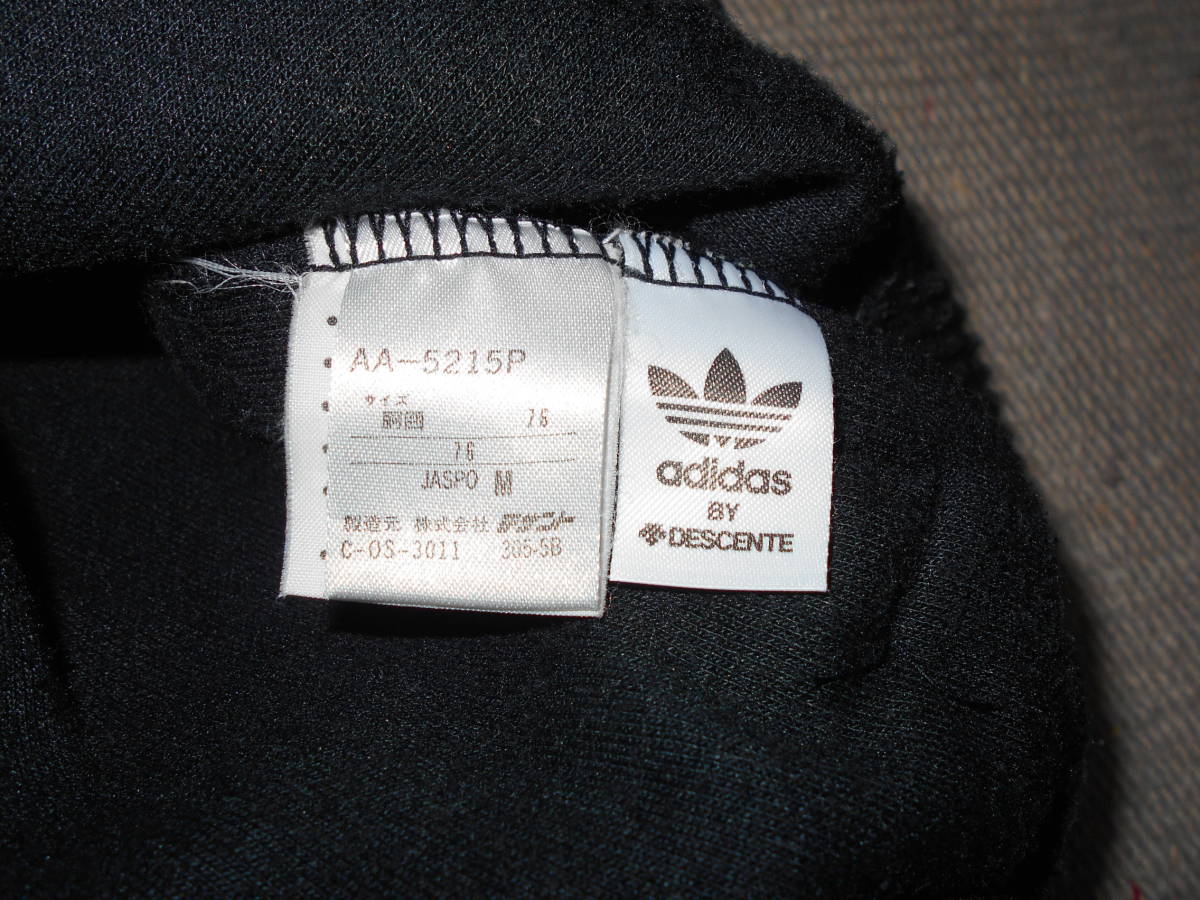 AA-5215P
サイズ
胴囲 76
76
JASPO M
製造元 株式会社 デサント
C-OS-3011 305-SB
adidas
BY
DESCENTE